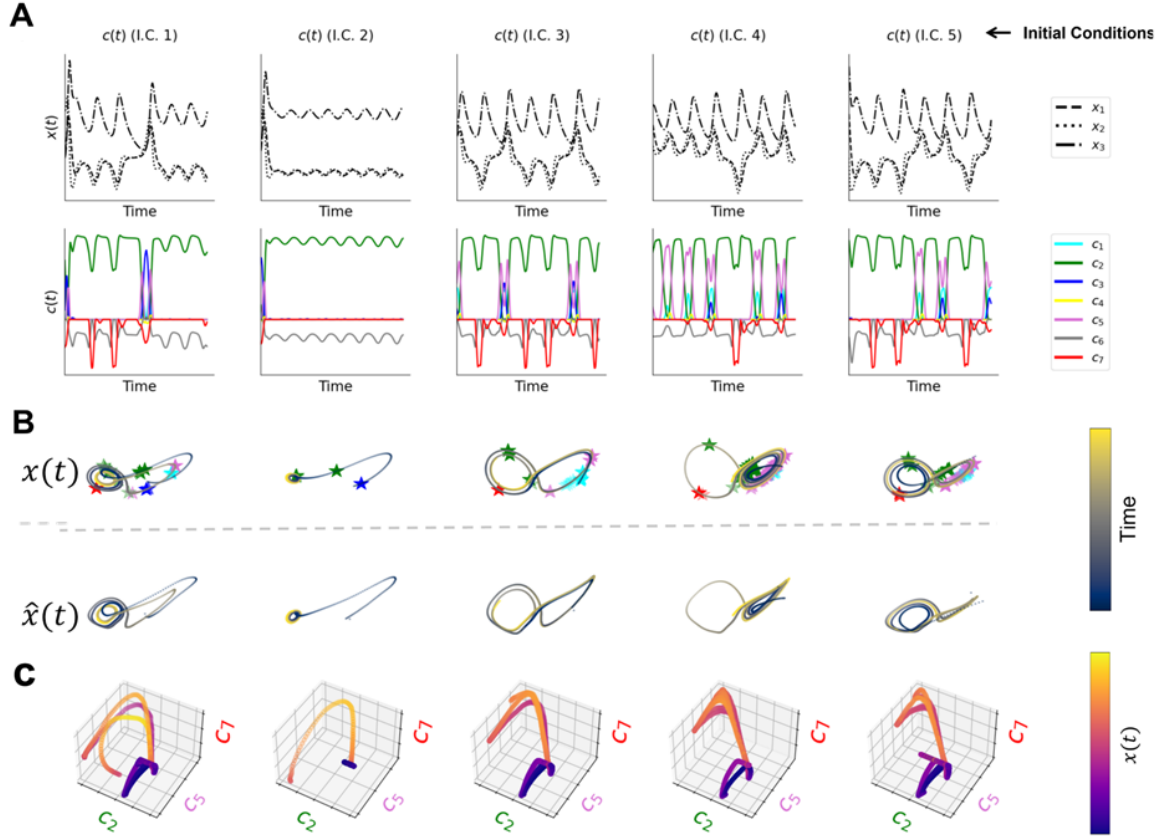 A
c(t) (I.C. 1)
c(t) (I.C. 2)
c(t) (I.C. 3)
c(t) (I.C. 4)
c(t) (I.C. 5)
← Initial Conditions
x(t)
Time
Time
Time
Time
Time
x₁
x₂
x₃
c(t)
Time
Time
Time
Time
Time
c₁
c₂
c₃
c₄
c₅
c₆
c₇
B
x(t)
x̂(t)
Time
C
C₂
C₅
C₇
C₂
C₅
C₇
C₂
C₅
C₇
C₂
C₅
C₇
C₂
C₅
C₇
x(t)